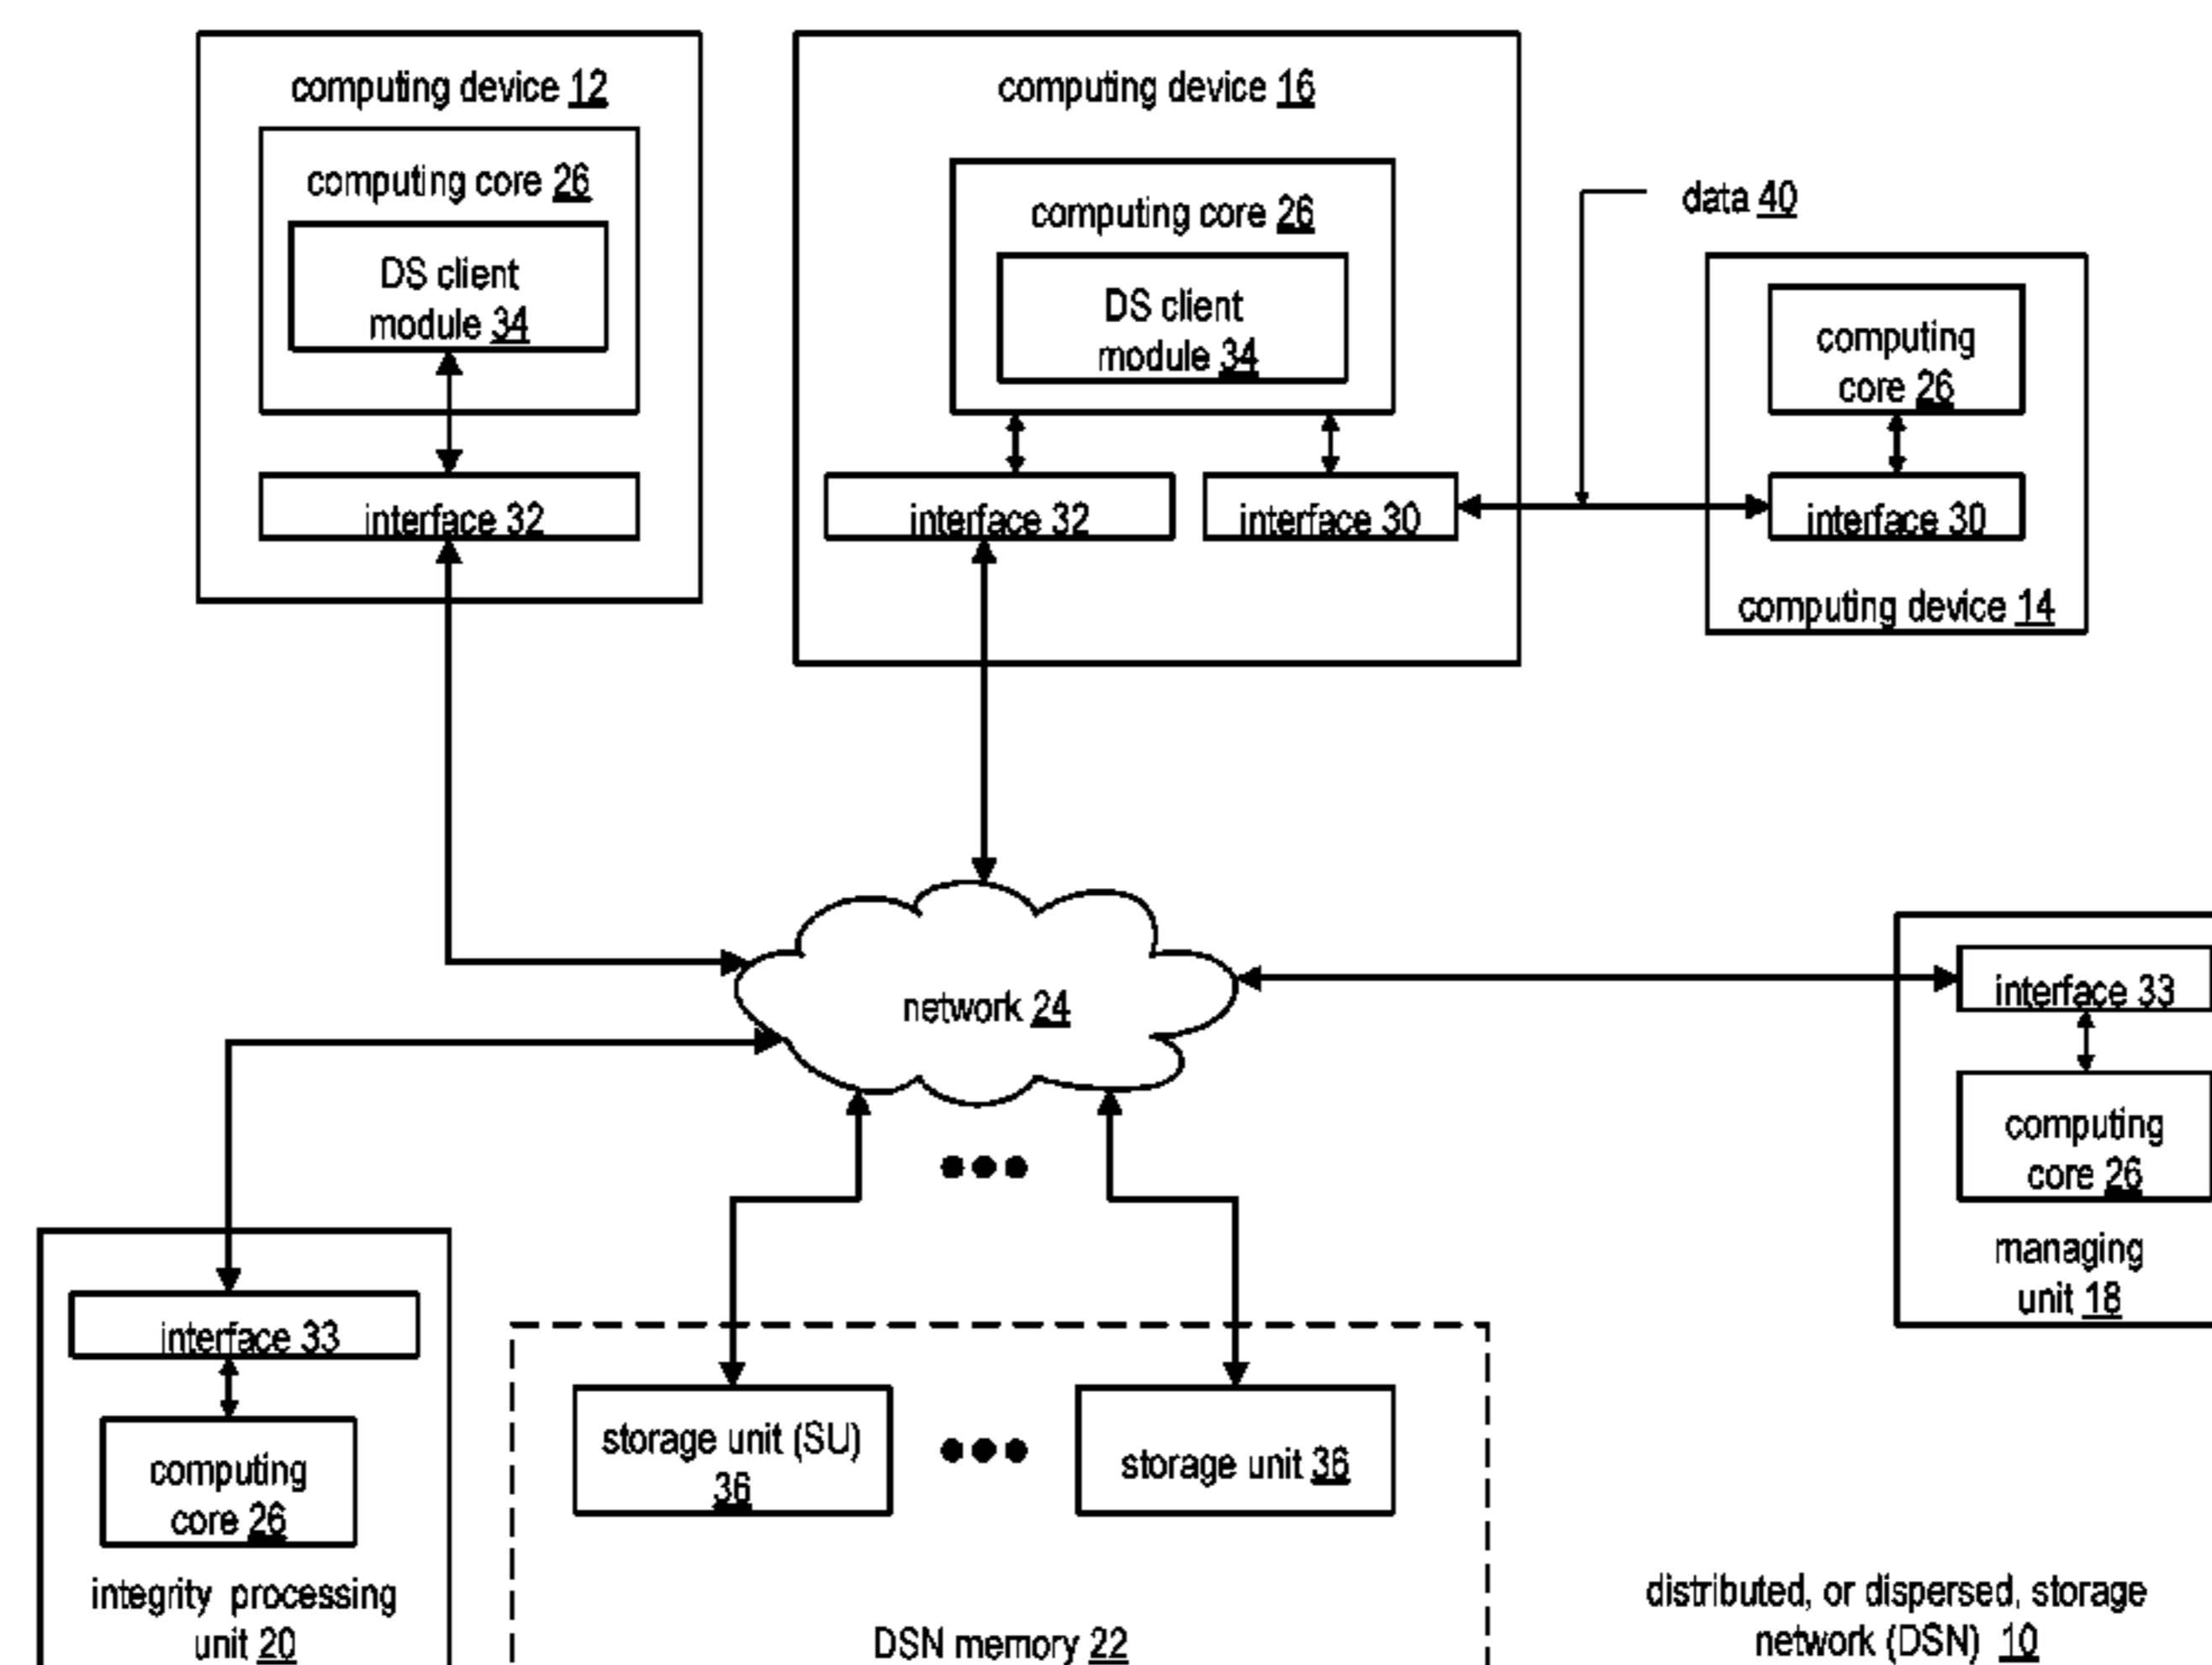 computing device 12
computing core 26
DS client
module 34
interface 32
computing device 16
computing core 26
DS client
module 34
interface 32
interface 30
data 40
computing
core 26
interface 30
computing device 14
network 24
interface 33
computing
core 26
managing
unit 18
interface 33
computing
core 26
integrity processing
unit 20
storage unit (SU)
36
storage unit 36
DSN memory 22
distributed, or dispersed, storage
network (DSN) 10